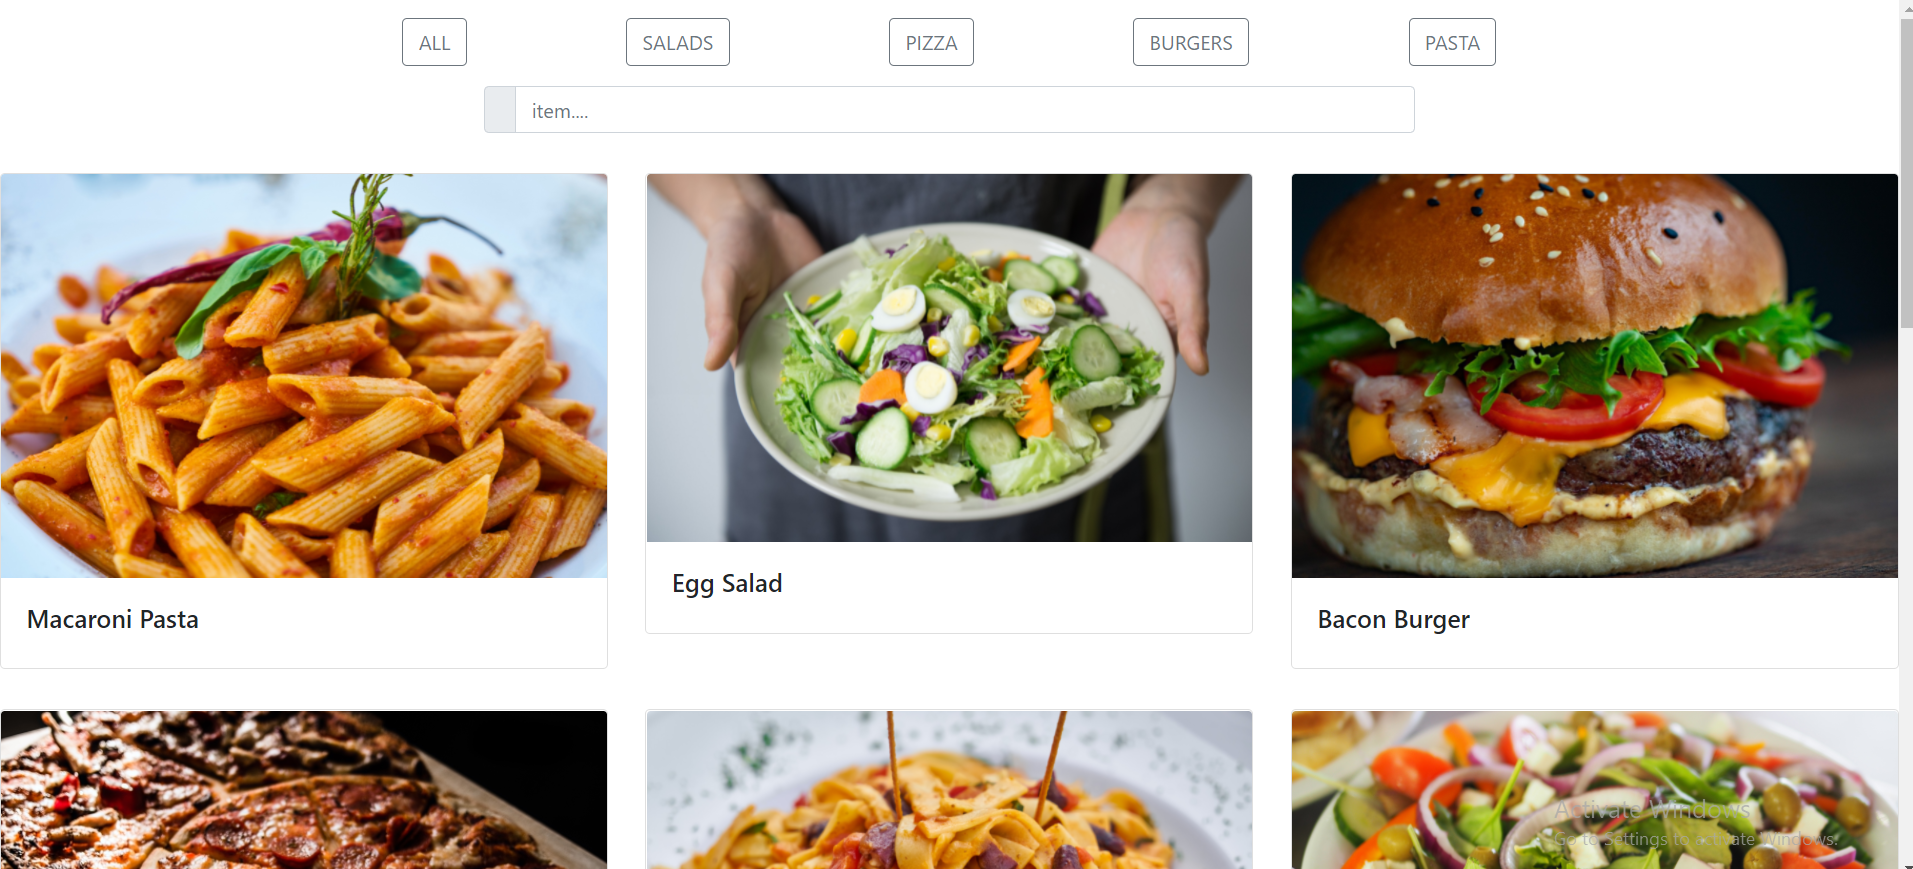 ALL
SALADS
PIZZA
BURGERS
PASTA
item....
Macaroni Pasta
Egg Salad
Bacon Burger
Activate Windows
Go to Settings to activate Windows.